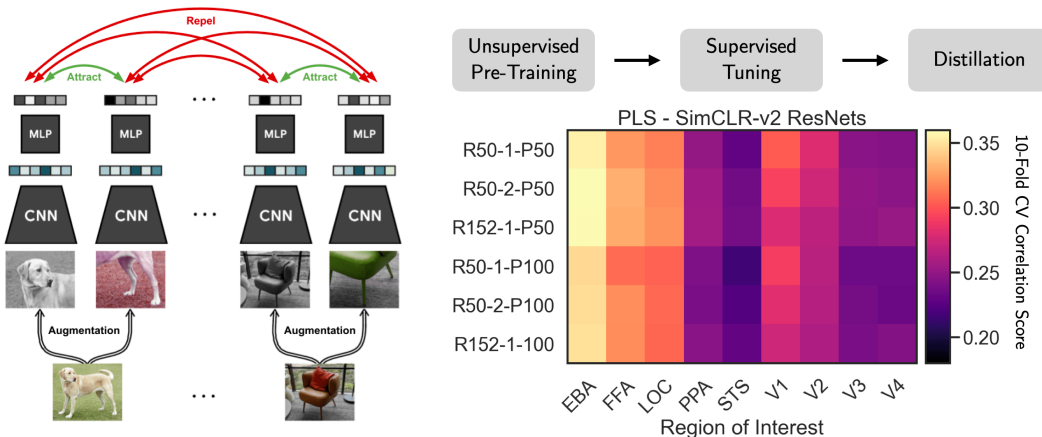 Repel
Attract
Attract
MLP
MLP
...
MLP
MLP
CNN
CNN
...
CNN
CNN
Augmentation
Augmentation
...
Unsupervised
Pre-Training
Supervised
Tuning
Distillation
PLS - SimCLR-v2 ResNets
R50-1-P50
R50-2-P50
R152-1-P50
R50-1-P100
R50-2-P100
R152-1-100
EBA
FFA
LOC
PPA
STS
V1
V2
V3
V4
Region of Interest
0.35
0.30
0.25
0.20
10-Fold CV Correlation Score